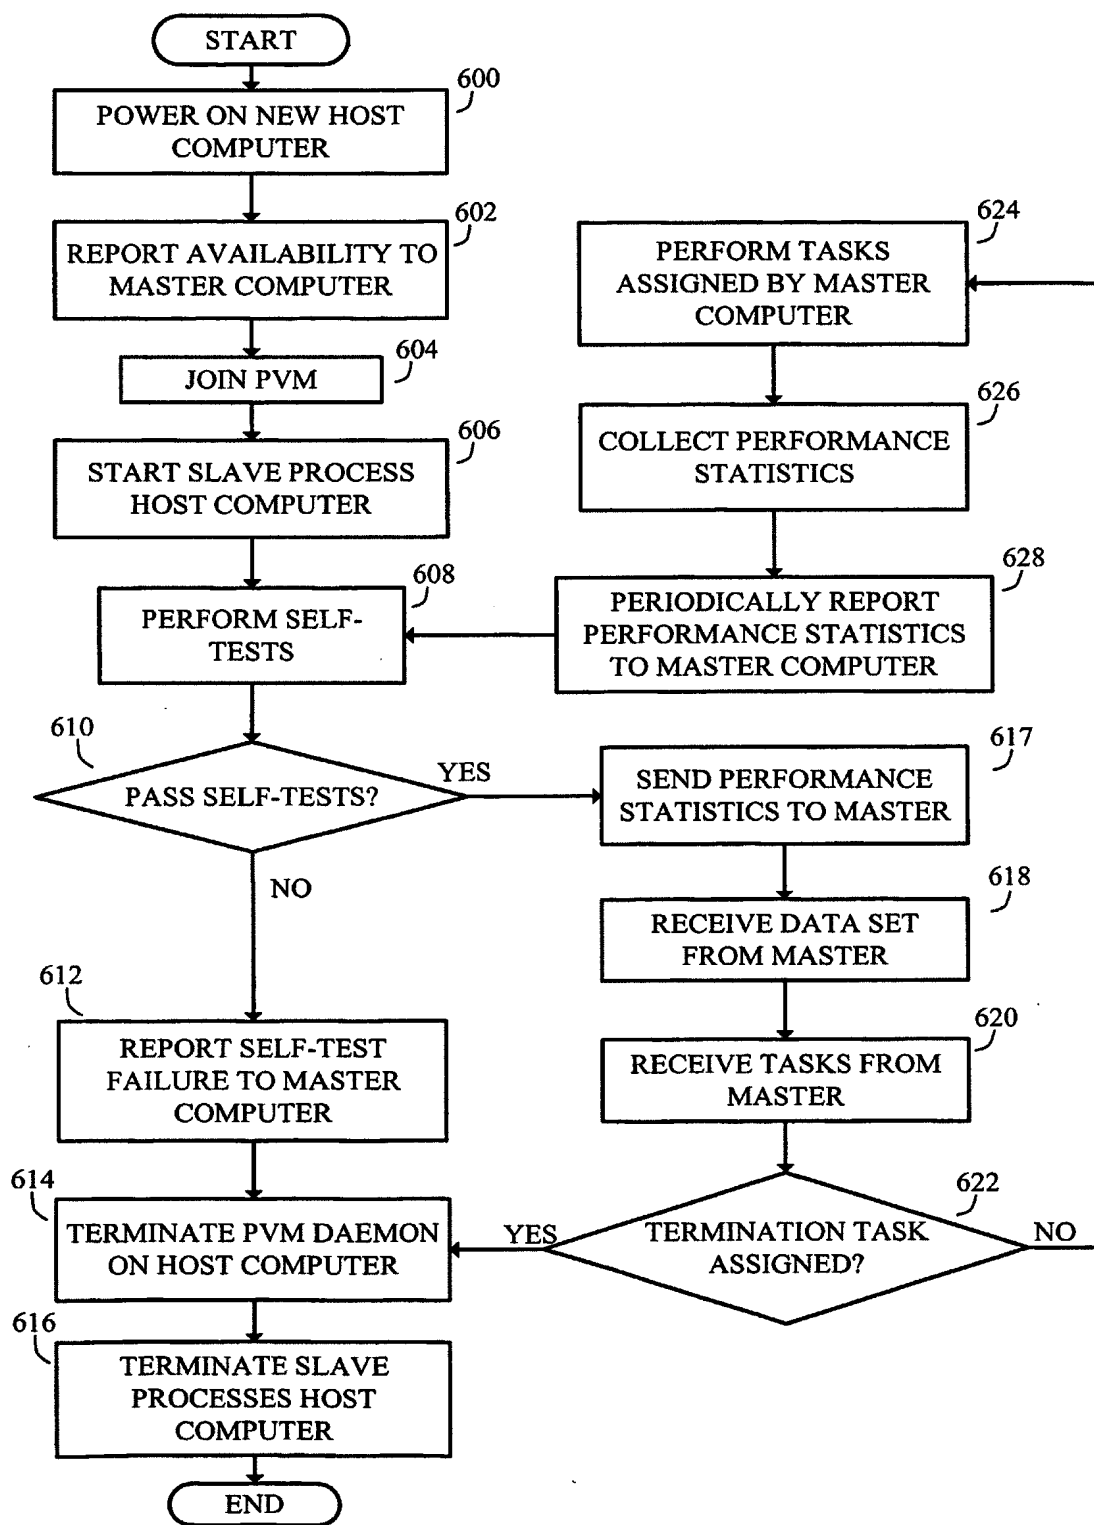 START
600
POWER ON NEW HOST
COMPUTER
602
REPORT AVAILABILITY TO
MASTER COMPUTER
604
JOIN PVM
606
START SLAVE PROCESS
HOST COMPUTER
608
PERFORM SELF-
TESTS
610
PASS SELF-TESTS?
YES
NO
612
REPORT SELF-TEST
FAILURE TO MASTER
COMPUTER
614
TERMINATE PVM DAEMON
ON HOST COMPUTER
616
TERMINATE SLAVE
PROCESSES HOST
COMPUTER
END
624
PERFORM TASKS
ASSIGNED BY MASTER
COMPUTER
626
COLLECT PERFORMANCE
STATISTICS
628
PERIODICALLY REPORT
PERFORMANCE STATISTICS
TO MASTER COMPUTER
617
SEND PERFORMANCE
STATISTICS TO MASTER
618
RECEIVE DATA SET
FROM MASTER
620
RECEIVE TASKS FROM
MASTER
622
TERMINATION TASK
ASSIGNED?
YES
NO